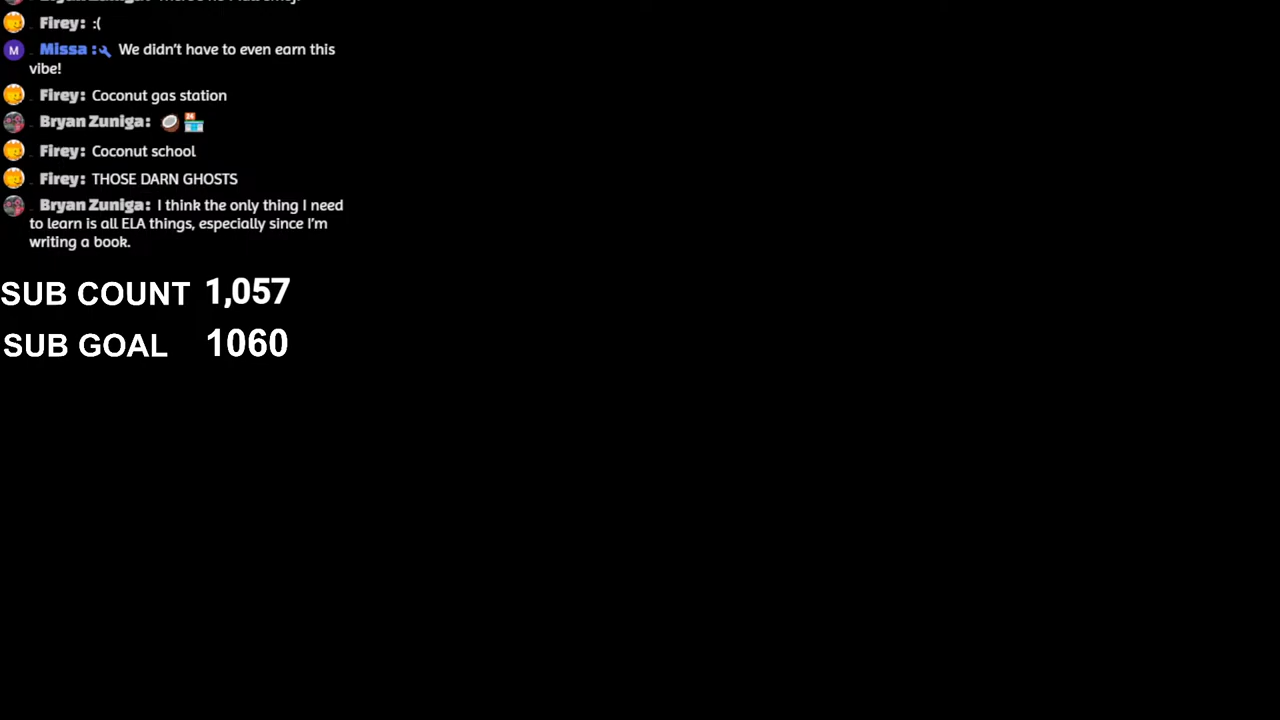 Firey: :(
Missa : We didn't have to even earn this
vibe!
Firey: Coconut gas station
Bryan Zuniga: 🥥 🏪
Firey: Coconut school
Firey: THOSE DARN GHOSTS
Bryan Zuniga: I think the only thing I need
to learn is all ELA things, especially since I'm
writing a book.
SUB COUNT 1,057
SUB GOAL 1060